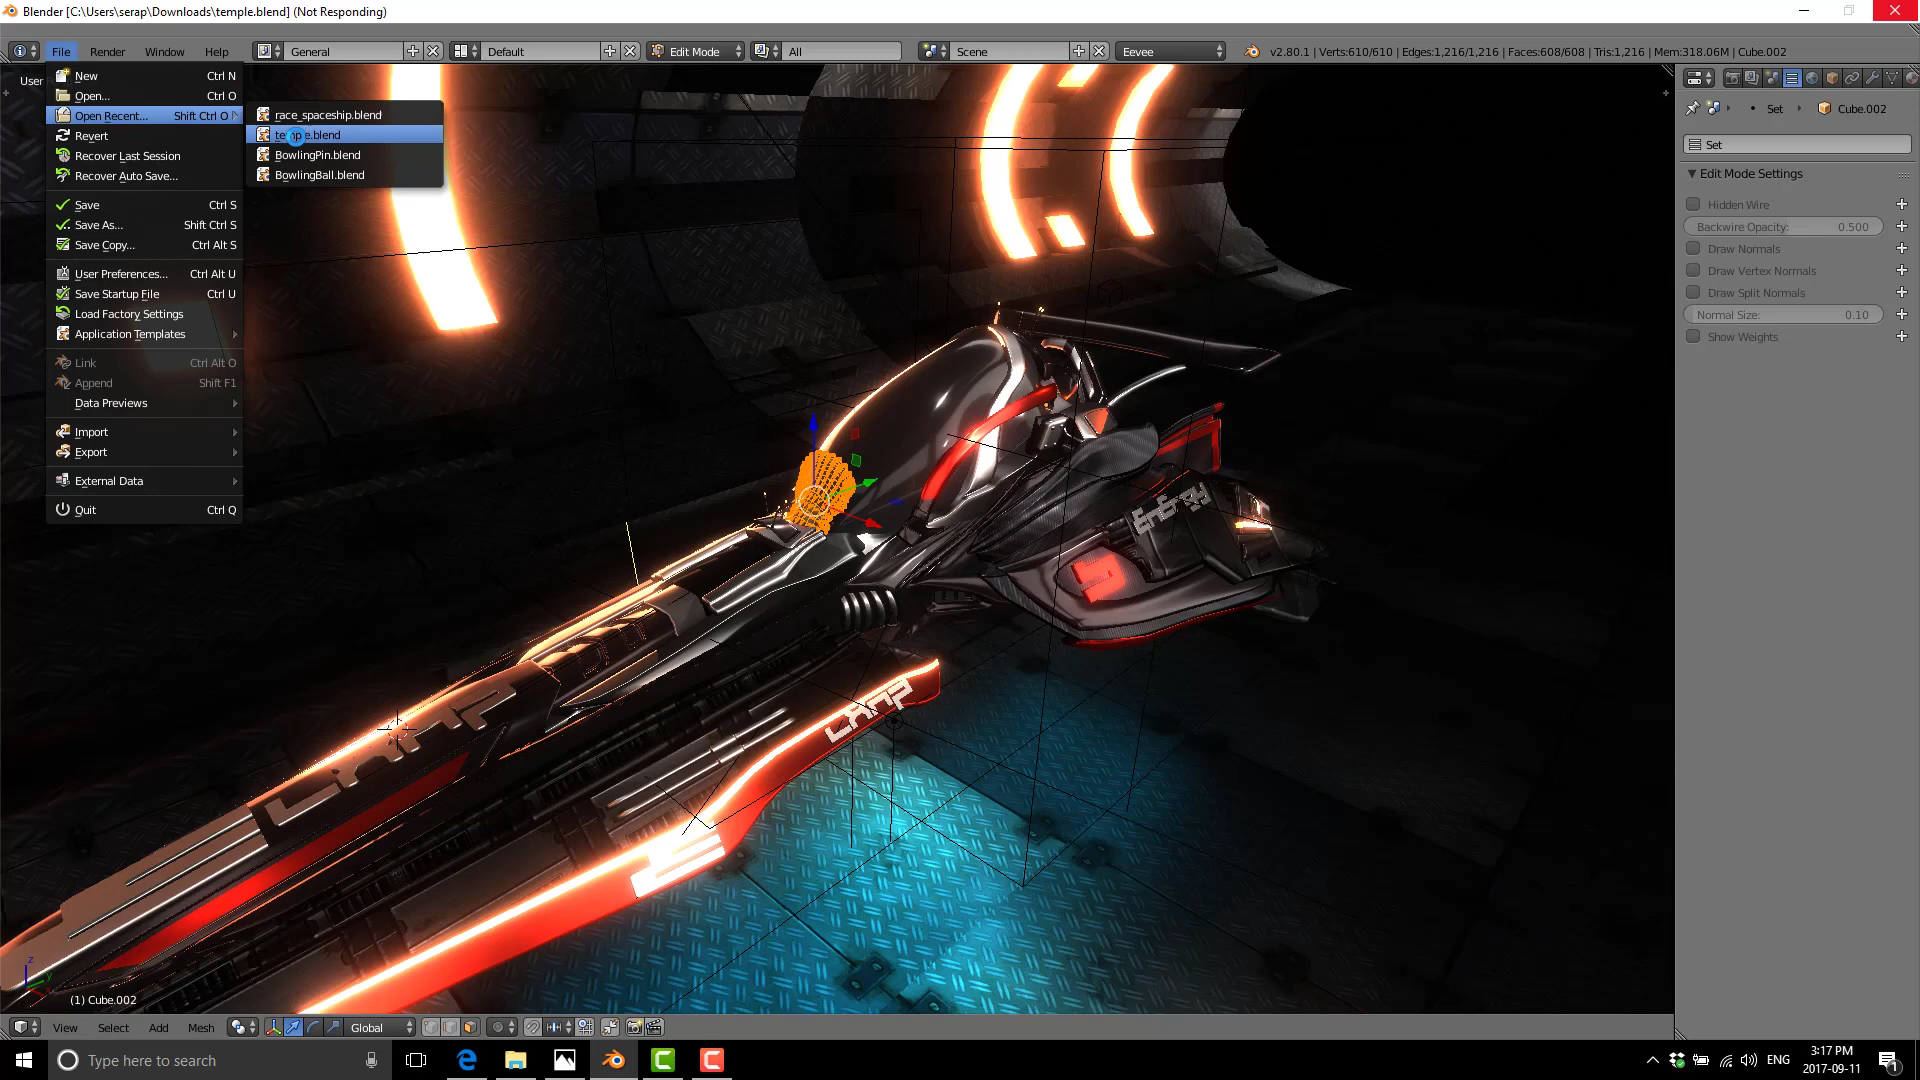 Blender [C:\Users\serap\Downloads\temple.blend] (Not Responding)
File Render Window Help General Default Edit Mode All Scene Eevee v2.80.1 | Verts:610/610 | Edges:1,216/1,216 | Faces:608/608 | Tris:1,216 | Mem:318.06M | Cube.002
User
New Ctrl N
Open... Ctrl O
Open Recent... Shift Ctrl O
Revert
Recover Last Session
Recover Auto Save...
Save Ctrl S
Save As... Shift Ctrl S
Save Copy... Ctrl Alt S
User Preferences... Ctrl Alt U
Save Startup File Ctrl U
Load Factory Settings
Application Templates
Link Ctrl Alt O
Append Shift F1
Data Previews
Import
Export
External Data
Quit Ctrl Q
race_spaceship.blend
temple.blend
BowlingPin.blend
BowlingBall.blend
Set Cube.002
Set
Edit Mode Settings
Hidden Wire
Backwire Opacity: 0.500
Draw Normals
Draw Vertex Normals
Draw Split Normals
Normal Size: 0.10
Show Weights
Energy
z
y
(1) Cube.002
View Select Add Mesh Global
Type here to search
ENG
3:17 PM
2017-09-11
1